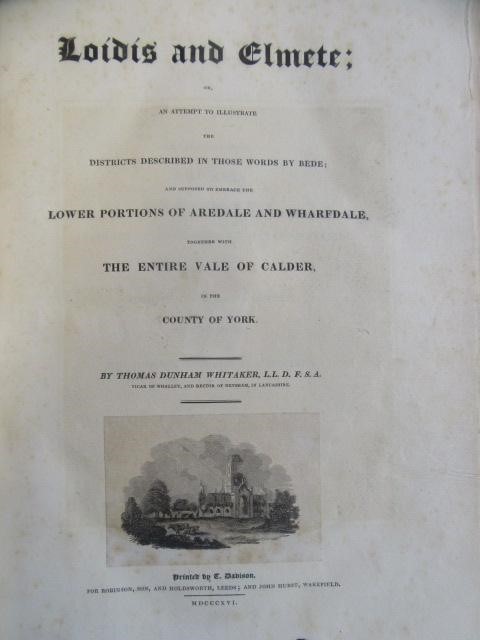 Loidis and Elmete;
OR,
AN ATTEMPT TO ILLUSTRATE
THE
DISTRICTS DESCRIBED IN THOSE WORDS BY BEDE;
AND SUPPOSED TO EMBRACE THE
LOWER PORTIONS OF AREDALE AND WHARFDALE,
TOGETHER WITH
THE ENTIRE VALE OF CALDER,
IN THE
COUNTY OF YORK.
BY THOMAS DUNHAM WHITAKER, L.L. D. F. S. A.
VICAR OF WHALLEY, AND RECTOR OF HEYSHAM, IN LANCASHIRE.
Printed by T. Davison,
FOR ROBINSON, SON, AND HOLDSWORTH, LEEDS; AND JOHN HURST, WAKEFIELD.
MDCCCXVI.